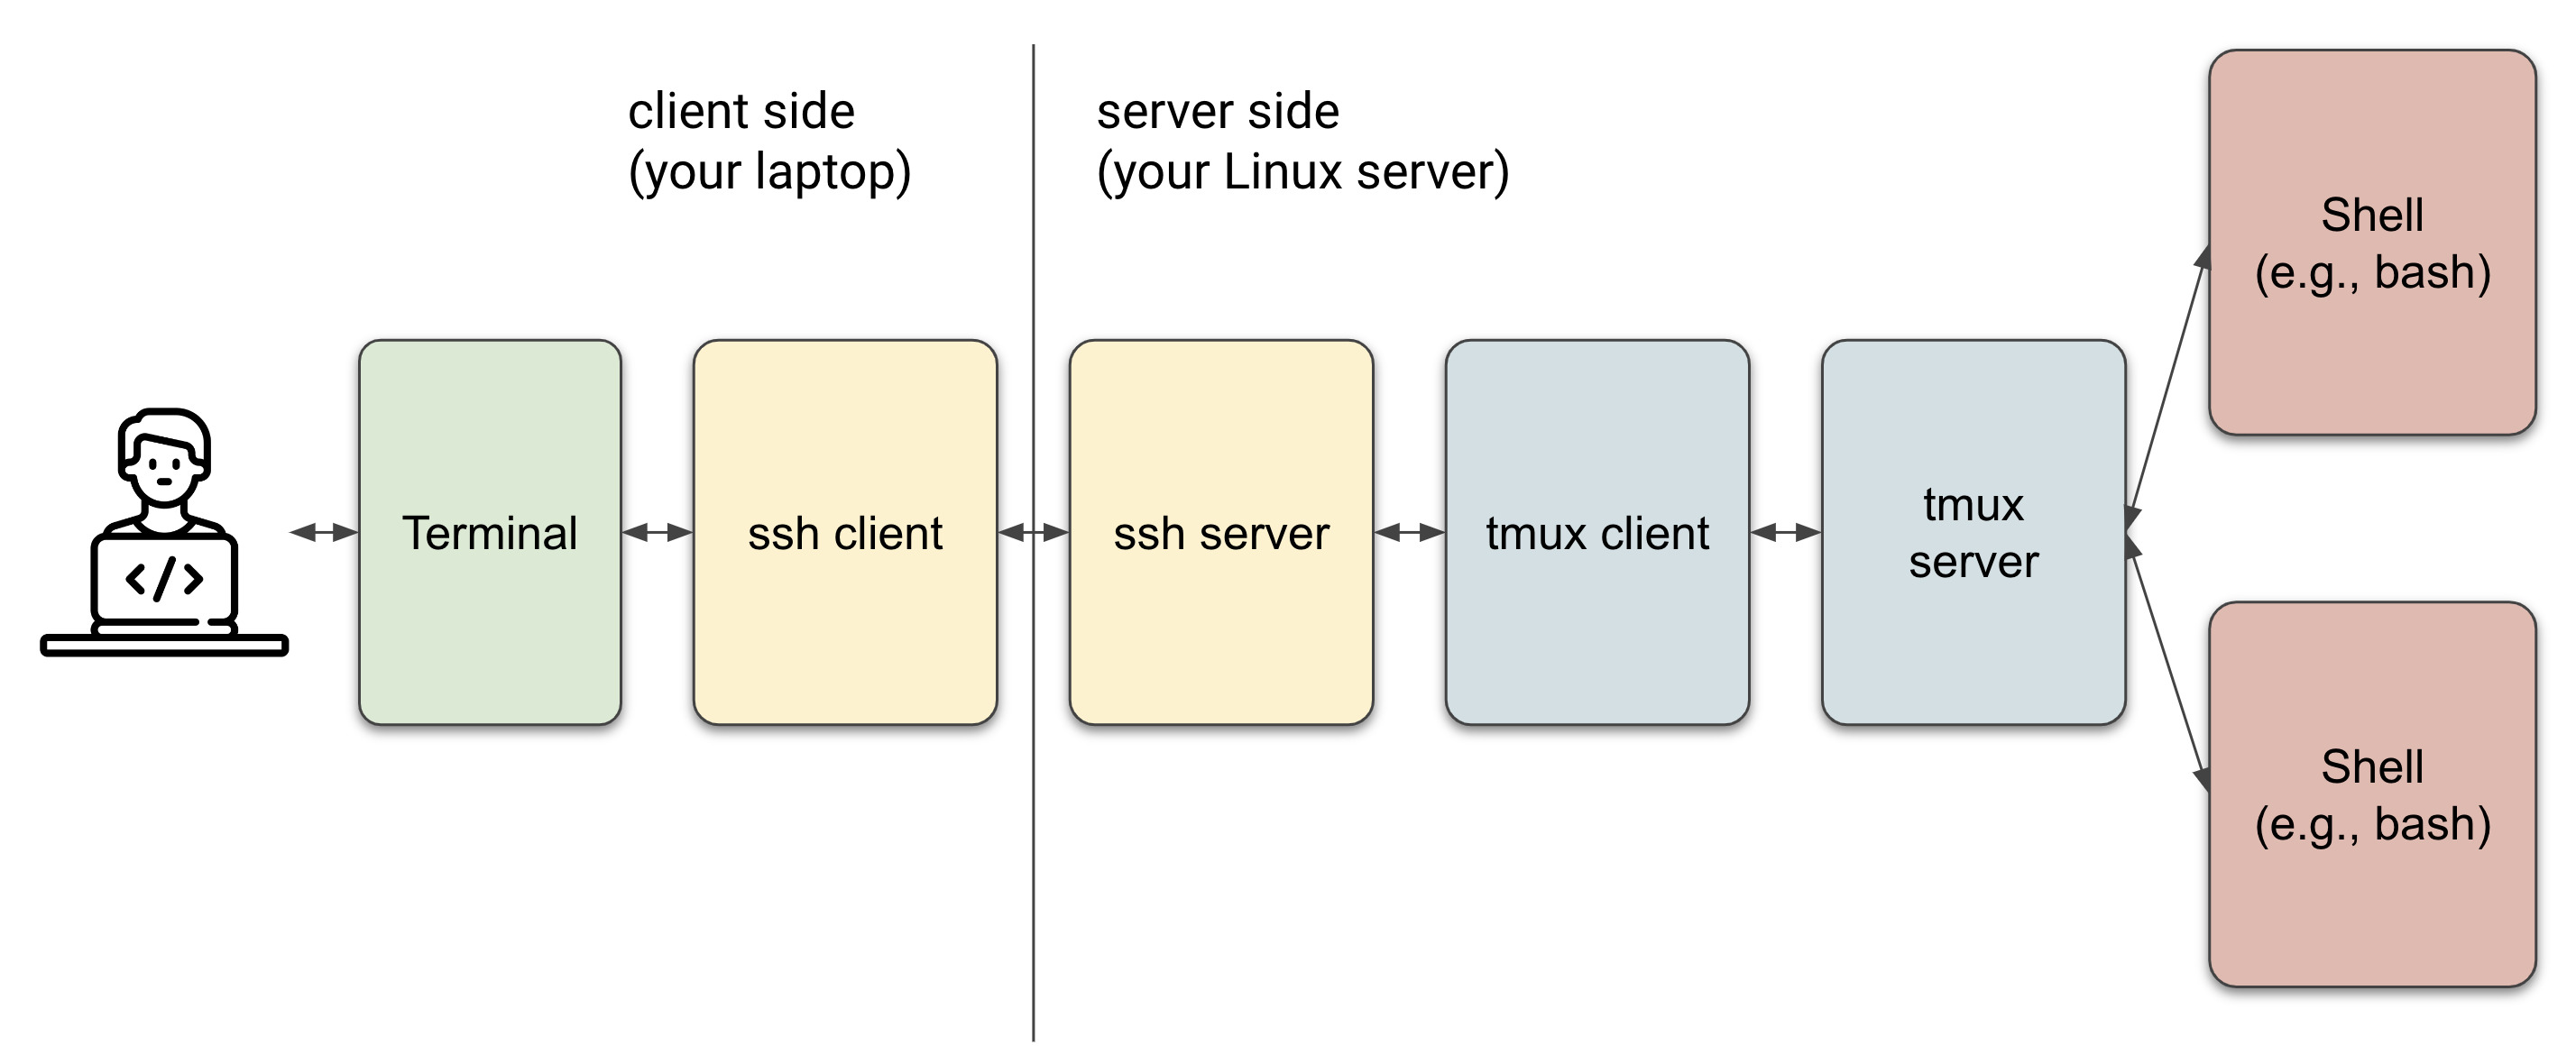 client side
(your laptop)
server side
(your Linux server)
Terminal
ssh client
ssh server
tmux client
tmux
server
Shell
(e.g., bash)
Shell
(e.g., bash)